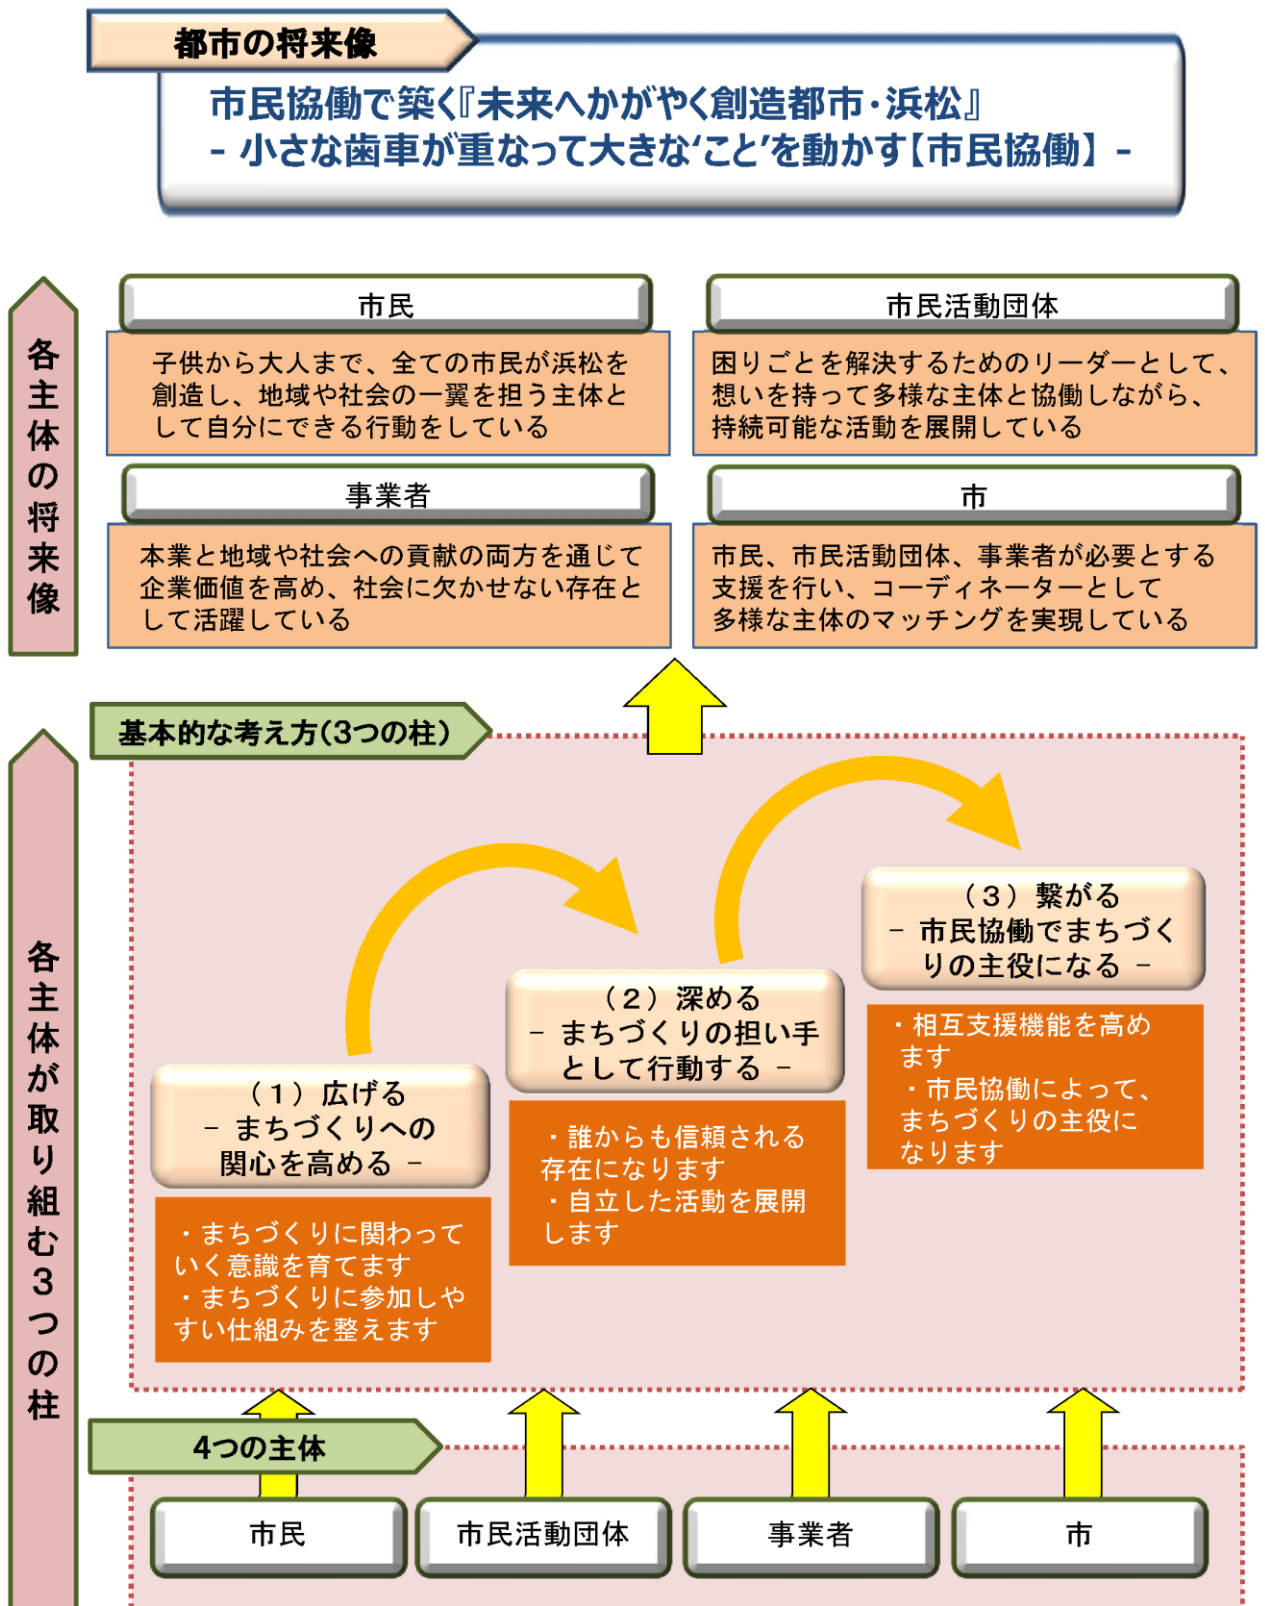 都市の将来像
市民協働で築く『未来へかがやく創造都市・浜松』
- 小さな歯車が重なって大きな‘こと’を動かす【市民協働】 -
各主体の将来像
市民
子供から大人まで、全ての市民が浜松を
創造し、地域や社会の一翼を担う主体と
して自分にできる行動をしている
市民活動団体
困りごとを解決するためのリーダーとして、
想いを持って多様な主体と協働しながら、
持続可能な活動を展開している
事業者
本業と地域や社会への貢献の両方を通じて
企業価値を高め、社会に欠かせない存在と
して活躍している
市
市民、市民活動団体、事業者が必要とする
支援を行い、コーディネーターとして
多様な主体のマッチングを実現している
各主体が取り組む3つの柱
基本的な考え方(3つの柱)
（１）広げる
- まちづくりへの
関心を高める -
・まちづくりに関わって
いく意識を育てます
・まちづくりに参加しや
すい仕組みを整えます
（２）深める
- まちづくりの担い手
として行動する -
・誰からも信頼される
存在になります
・自立した活動を展開
します
（３）繋がる
- 市民協働でまちづく
りの主役になる -
・相互支援機能を高め
ます
・市民協働によって、
まちづくりの主役に
なります
4つの主体
市民
市民活動団体
事業者
市